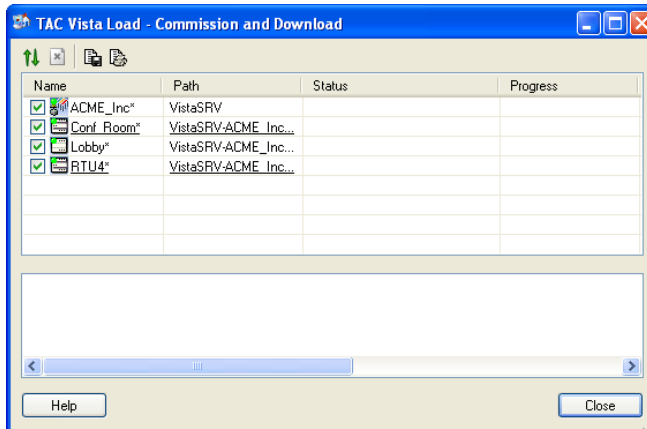 TAC Vista Load - Commission and Download
Name Path Status Progress
ACME_Inc* VistaSRV
Conf_Room* VistaSRV-ACME_Inc...
Lobby* VistaSRV-ACME_Inc...
RTU4* VistaSRV-ACME_Inc...
Help Close